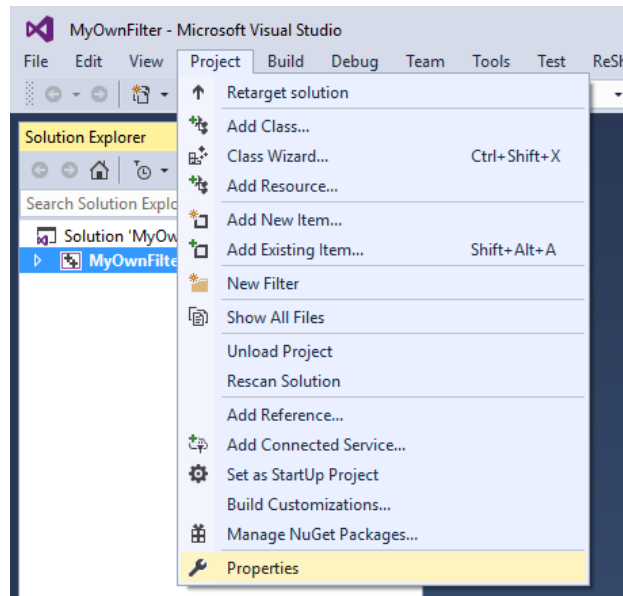 MyOwnFilter - Microsoft Visual Studio
File Edit View Project Build Debug Team Tools Test ReSh
Retarget solution
Solution Explorer
Add Class...
Class Wizard... Ctrl+Shift+X
Add Resource...
Search Solution Explo
Add New Item...
Solution 'MyOw
Add Existing Item... Shift+Alt+A
MyOwnFilte
New Filter
Show All Files
Unload Project
Rescan Solution
Add Reference...
Add Connected Service...
Set as StartUp Project
Build Customizations...
Manage NuGet Packages...
Properties